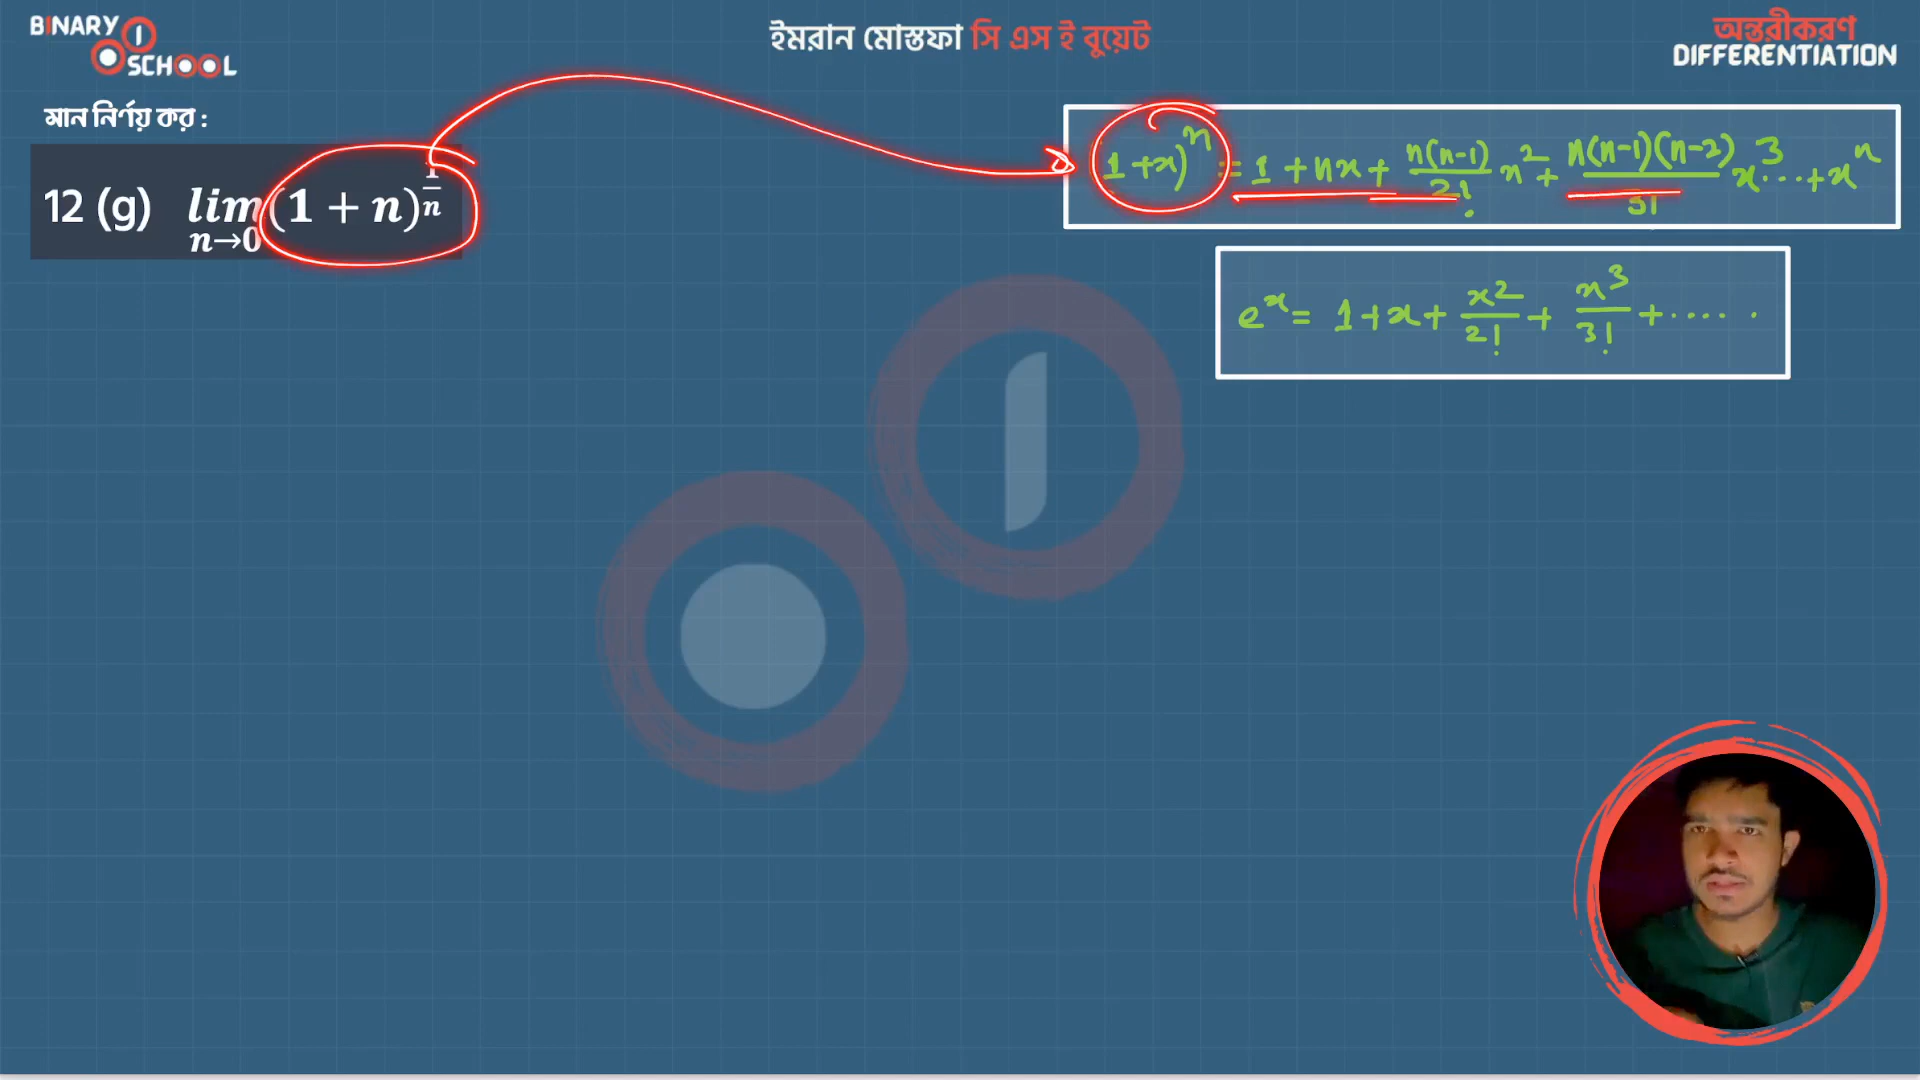 BINARY SCHOOL
ইমরান মোস্তফা সি এস ই বুয়েট
অন্তরীকরণ
DIFFERENTIATION
মান নির্ণয় কর :
12 (g) lim n→0 (1 + n)^(1/n)
(1+x)^n = 1 + nx + n(n-1)/2! x^2 + n(n-1)(n-2)/3! x^3 ... + x^n
e^x = 1 + x + x^2/2! + x^3/3! + ......